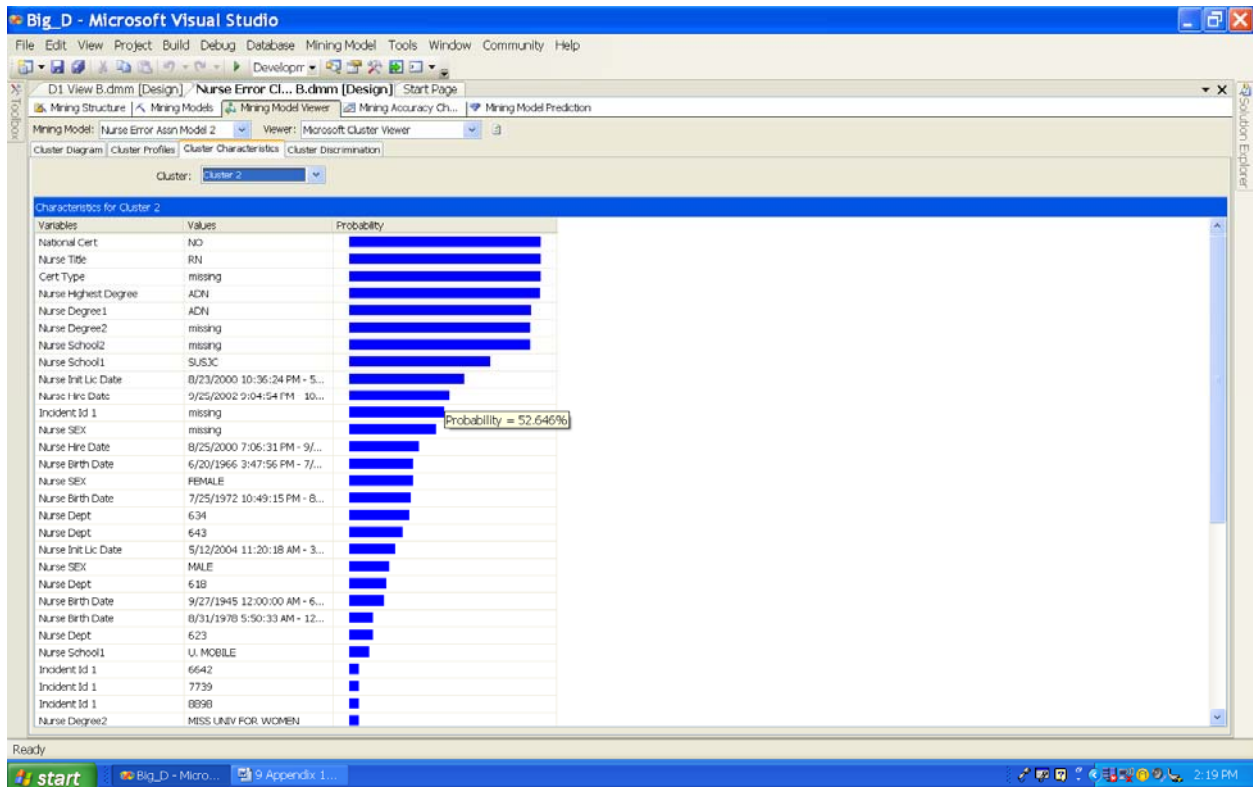 Big_D - Microsoft Visual Studio
File Edit View Project Build Debug Database Mining Model Tools Window Community Help
Developm
Toolbox
D1 View B.dmm [Design] Nurse Error Cl... B.dmm [Design] Start Page
Solution Explorer
Mining Structure Mining Models Mining Model Viewer Mining Accuracy Ch... Mining Model Prediction
Mining Model: Nurse Error Assn Model 2 Viewer: Microsoft Cluster Viewer
Cluster Diagram Cluster Profiles Cluster Characteristics Cluster Discrimination
Cluster: Cluster 2
Characteristics for Cluster 2
Variables Values Probability
National Cert NO
Nurse Title RN
Cert Type missing
Nurse Highest Degree ADN
Nurse Degree1 ADN
Nurse Degree2 missing
Nurse School2 missing
Nurse School1 SUSJC
Nurse Init Lic Date 8/23/2000 10:36:24 PM - 5...
Nurse Hire Date 9/25/2002 9:04:54 PM - 10...
Incident Id 1 missing
Probability = 52.646%
Nurse SEX missing
Nurse Hire Date 8/25/2000 7:06:31 PM - 9/...
Nurse Birth Date 6/20/1966 3:47:56 PM - 7/...
Nurse SEX FEMALE
Nurse Birth Date 7/25/1972 10:49:15 PM - 8...
Nurse Dept 634
Nurse Dept 643
Nurse Init Lic Date 5/12/2004 11:20:18 AM - 3...
Nurse SEX MALE
Nurse Dept 618
Nurse Birth Date 9/27/1945 12:00:00 AM - 6...
Nurse Birth Date 8/31/1978 5:50:33 AM - 12...
Nurse Dept 623
Nurse School1 U. MOBILE
Incident Id 1 6642
Incident Id 1 7739
Incident Id 1 8898
Nurse Degree2 MISS UNIV FOR WOMEN
Ready
start Big_D - Micro... 9 Appendix 1... 2:19 PM